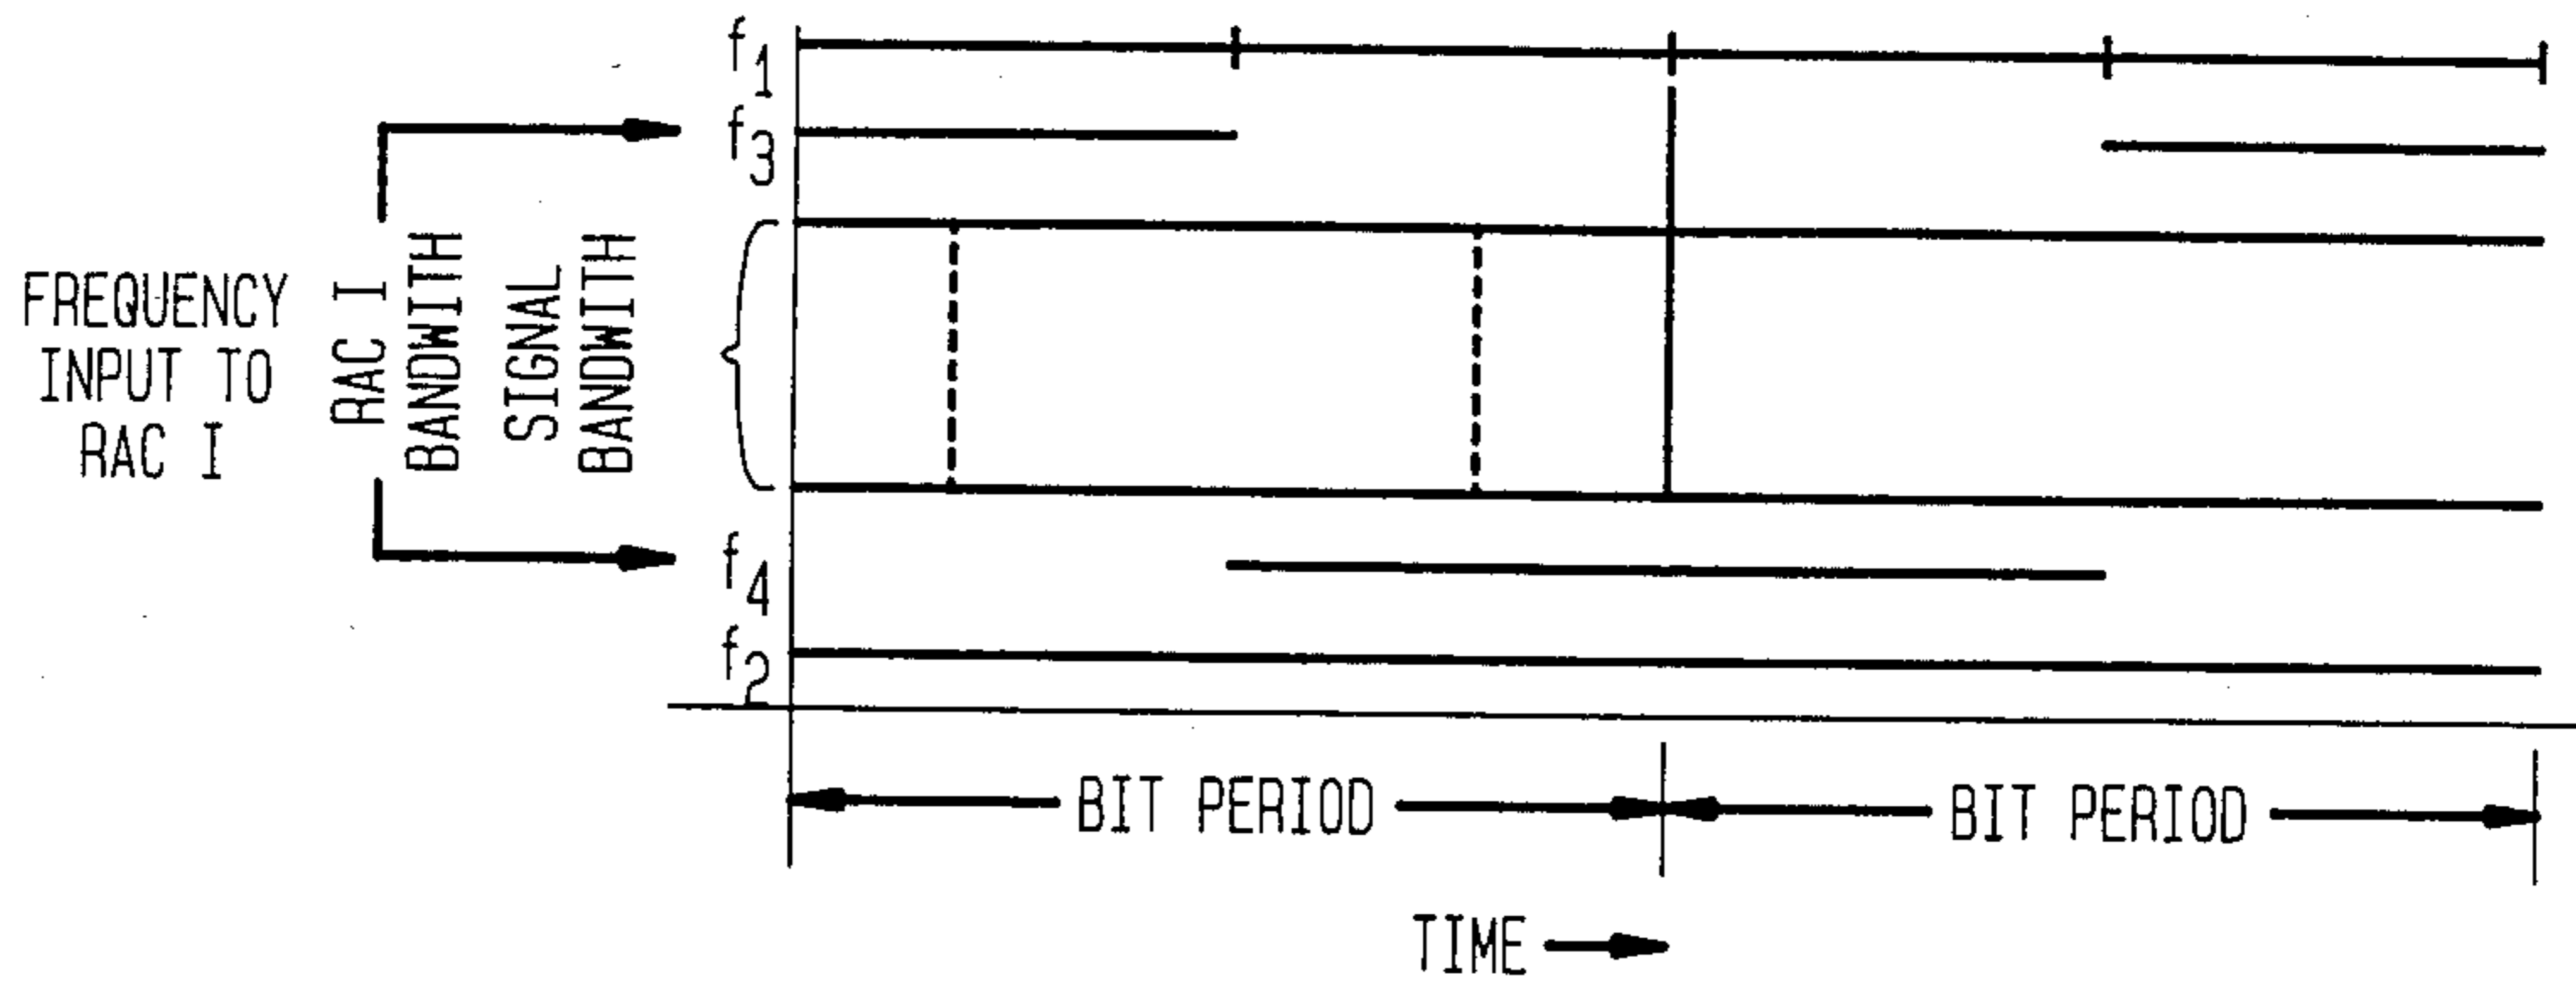 f1
f3
FREQUENCY
INPUT TO
RAC I
RAC I
BANDWITH
SIGNAL
BANDWITH
f4
f2
BIT PERIOD
BIT PERIOD
TIME